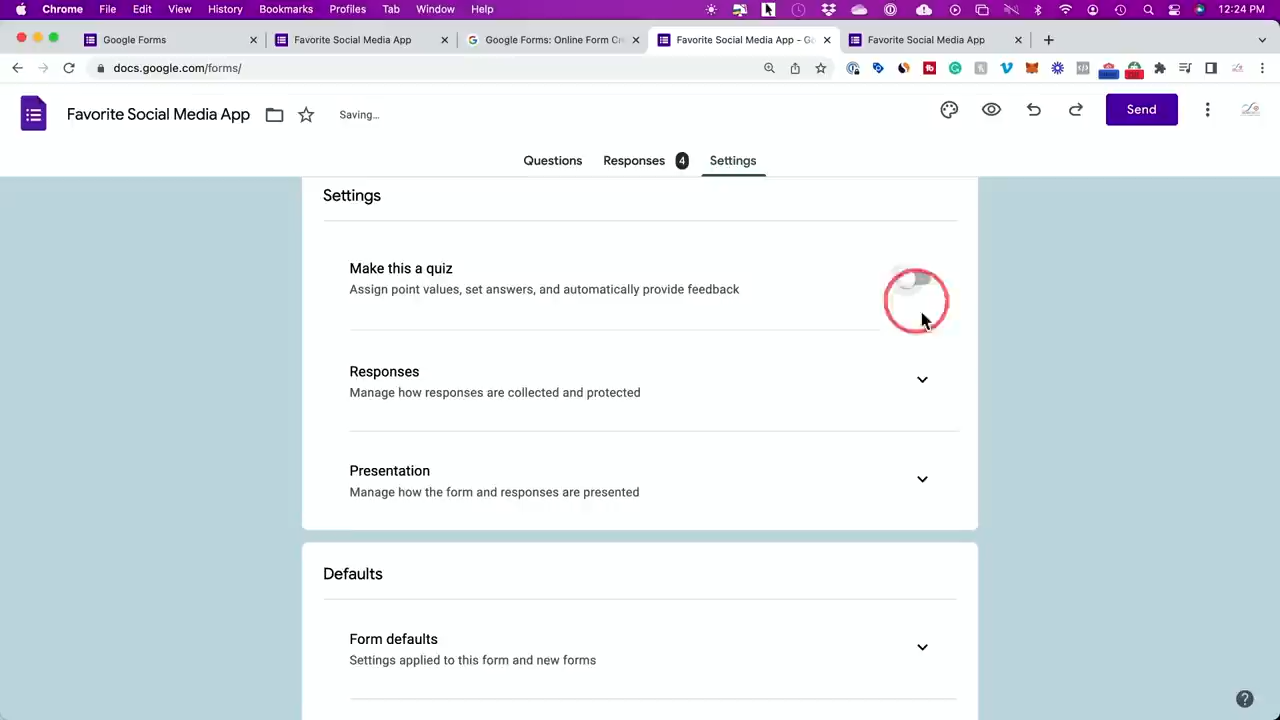 Chrome File Edit View History Bookmarks Profiles Tab Window Help 12:24 PM
Google Forms Favorite Social Media App Google Forms: Online Form Cre Favorite Social Media App - Go Favorite Social Media App
docs.google.com/forms/
Favorite Social Media App Saving... Send
Questions Responses 4 Settings
Settings
Make this a quiz
Assign point values, set answers, and automatically provide feedback
Responses
Manage how responses are collected and protected
Presentation
Manage how the form and responses are presented
Defaults
Form defaults
Settings applied to this form and new forms